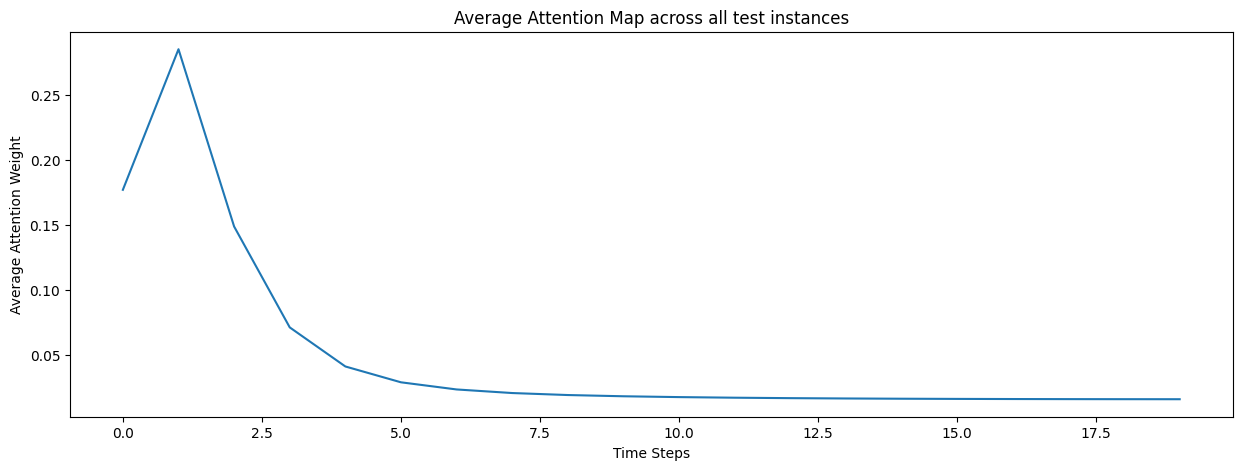 Average Attention Map across all test instances
Average Attention Weight
0.25
0.20
0.15
0.10
0.05
0.0 2.5 5.0 7.5 10.0 12.5 15.0 17.5
Time Steps